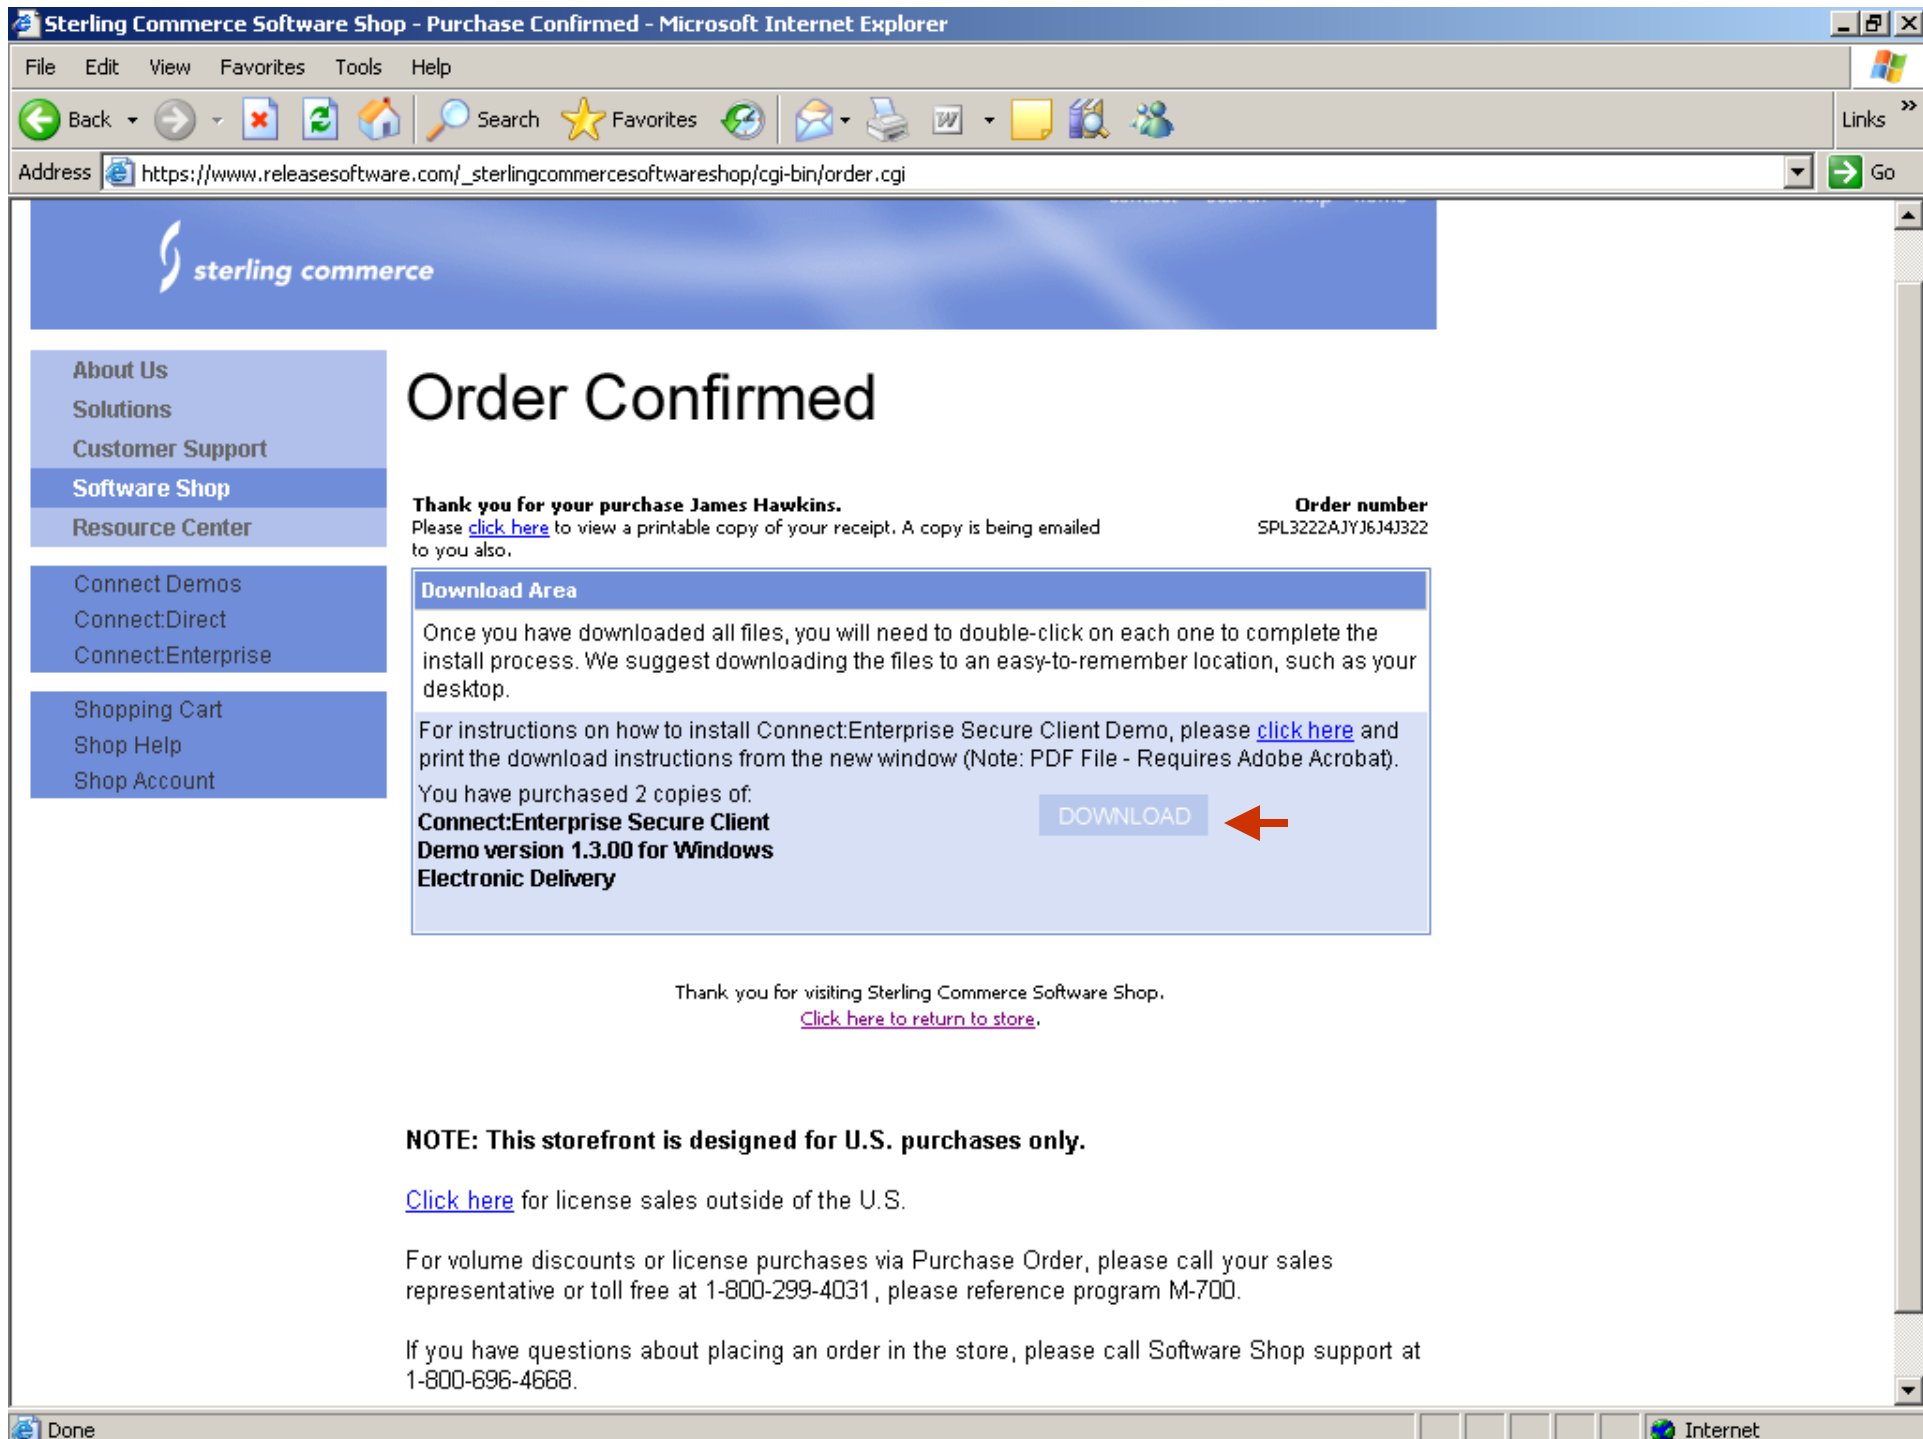 Sterling Commerce Software Shop - Purchase Confirmed - Microsoft Internet Explorer
File Edit View Favorites Tools Help
Back Search Favorites Links »
Address https://www.releasesoftware.com/_sterlingcommercesoftwareshop/cgi-bin/order.cgi Go
contact search help home
sterling commerce
About Us
Solutions
Customer Support
Software Shop
Resource Center
Connect Demos
Connect:Direct
Connect:Enterprise
Shopping Cart
Shop Help
Shop Account
Order Confirmed
Thank you for your purchase James Hawkins.
Please click here to view a printable copy of your receipt. A copy is being emailed
to you also.
Order number
SPL3222AJYJ6J4J322
Download Area
Once you have downloaded all files, you will need to double-click on each one to complete the
install process. We suggest downloading the files to an easy-to-remember location, such as your
desktop.
For instructions on how to install Connect:Enterprise Secure Client Demo, please click here and
print the download instructions from the new window (Note: PDF File - Requires Adobe Acrobat).
You have purchased 2 copies of:
Connect:Enterprise Secure Client
Demo version 1.3.00 for Windows
Electronic Delivery
DOWNLOAD
Thank you for visiting Sterling Commerce Software Shop.
Click here to return to store.
NOTE: This storefront is designed for U.S. purchases only.
Click here for license sales outside of the U.S.
For volume discounts or license purchases via Purchase Order, please call your sales
representative or toll free at 1-800-299-4031, please reference program M-700.
If you have questions about placing an order in the store, please call Software Shop support at
1-800-696-4668.
Done Internet